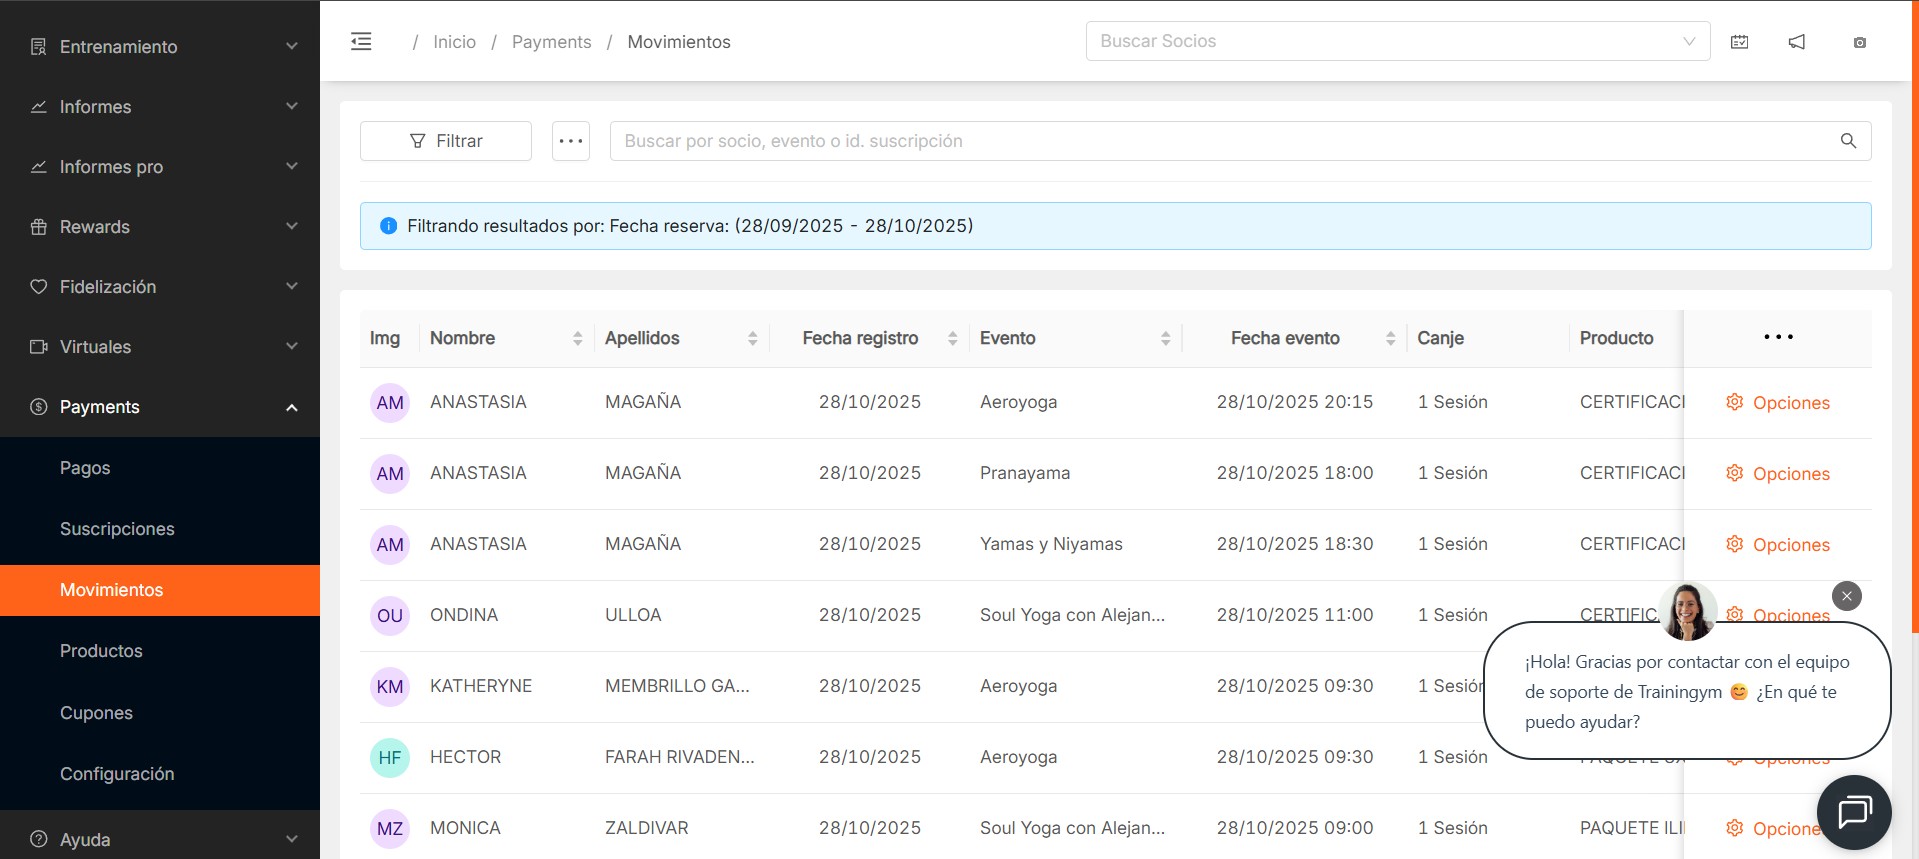 Entrenamiento
Informes
Informes pro
Rewards
Fidelización
Virtuales
Payments
Pagos
Suscripciones
Movimientos
Productos
Cupones
Configuración
Ayuda
/ Inicio / Payments / Movimientos
Buscar Socios
Filtrar
Buscar por socio, evento o id. suscripción
Filtrando resultados por: Fecha reserva: (28/09/2025 - 28/10/2025)
Img Nombre Apellidos Fecha registro Evento Fecha evento Canje Producto
AM ANASTASIA MAGAÑA 28/10/2025 Aeroyoga 28/10/2025 20:15 1 Sesión CERTIFICACI Opciones
AM ANASTASIA MAGAÑA 28/10/2025 Pranayama 28/10/2025 18:00 1 Sesión CERTIFICACI Opciones
AM ANASTASIA MAGAÑA 28/10/2025 Yamas y Niyamas 28/10/2025 18:30 1 Sesión CERTIFICACI Opciones
OU ONDINA ULLOA 28/10/2025 Soul Yoga con Alejan... 28/10/2025 11:00 1 Sesión CERTIFIC Opciones
KM KATHERYNE MEMBRILLO GA... 28/10/2025 Aeroyoga 28/10/2025 09:30 1 Sesión
HF HECTOR FARAH RIVADEN... 28/10/2025 Aeroyoga 28/10/2025 09:30 1 Sesión PAQUETE Opciones
MZ MONICA ZALDIVAR 28/10/2025 Soul Yoga con Alejan... 28/10/2025 09:00 1 Sesión PAQUETE ILI Opcione
¡Hola! Gracias por contactar con el equipo
de soporte de Trainingym 😊 ¿En qué te
puedo ayudar?